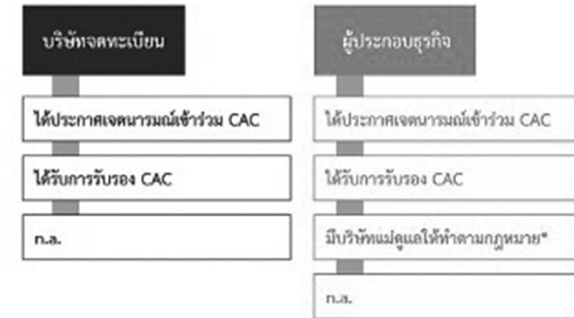 บริษัทจดทะเบียน
ได้ประกาศเจตนารมณ์เข้าร่วม CAC
ได้รับการรับรอง CAC
n.a.
ผู้ประกอบธุรกิจ
ได้ประกาศเจตนารมณ์เข้าร่วม CAC
ได้รับการรับรอง CAC
มีบริษัทแม่ดูแลให้ทำตามกฎหมาย*
n.a.